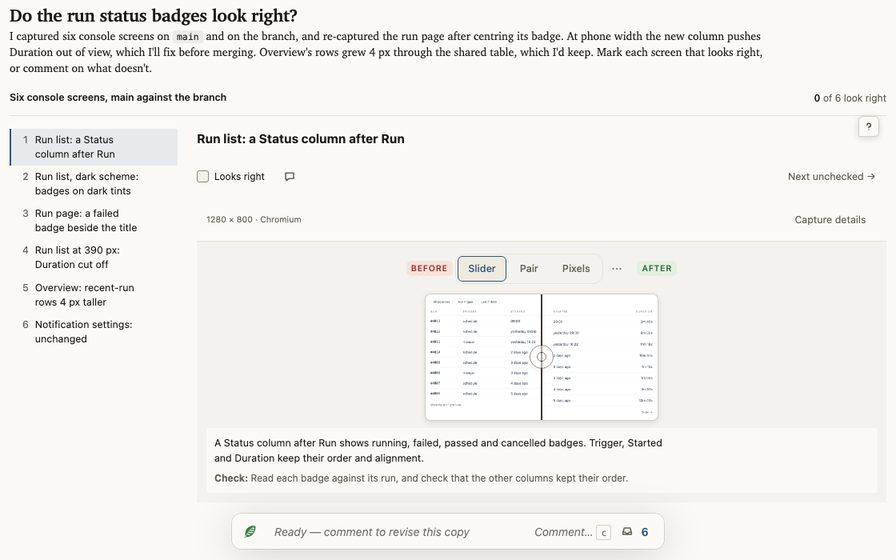 Do the run status badges look right?
I captured six console screens on main and on the branch, and re-captured the run page after centring its badge. At phone width the new column pushes
Duration out of view, which I'll fix before merging. Overview's rows grew 4 px through the shared table, which I'd keep. Mark each screen that looks right,
or comment on what doesn't.
Six console screens, main against the branch
0 of 6 look right
?
1 Run list: a Status
column after Run
2 Run list, dark scheme:
badges on dark tints
3 Run page: a failed
badge beside the title
4 Run list at 390 px:
Duration cut off
5 Overview: recent-run
rows 4 px taller
6 Notification settings:
unchanged
Run list: a Status column after Run
Looks right
Next unchecked →
1280 × 800 · Chromium
Capture details
BEFORE Slider Pair Pixels ··· AFTER
A Status column after Run shows running, failed, passed and cancelled badges. Trigger, Started
and Duration keep their order and alignment.
Check: Read each badge against its run, and check that the other columns kept their order.
Ready — comment to revise this copy
Comment... c
6